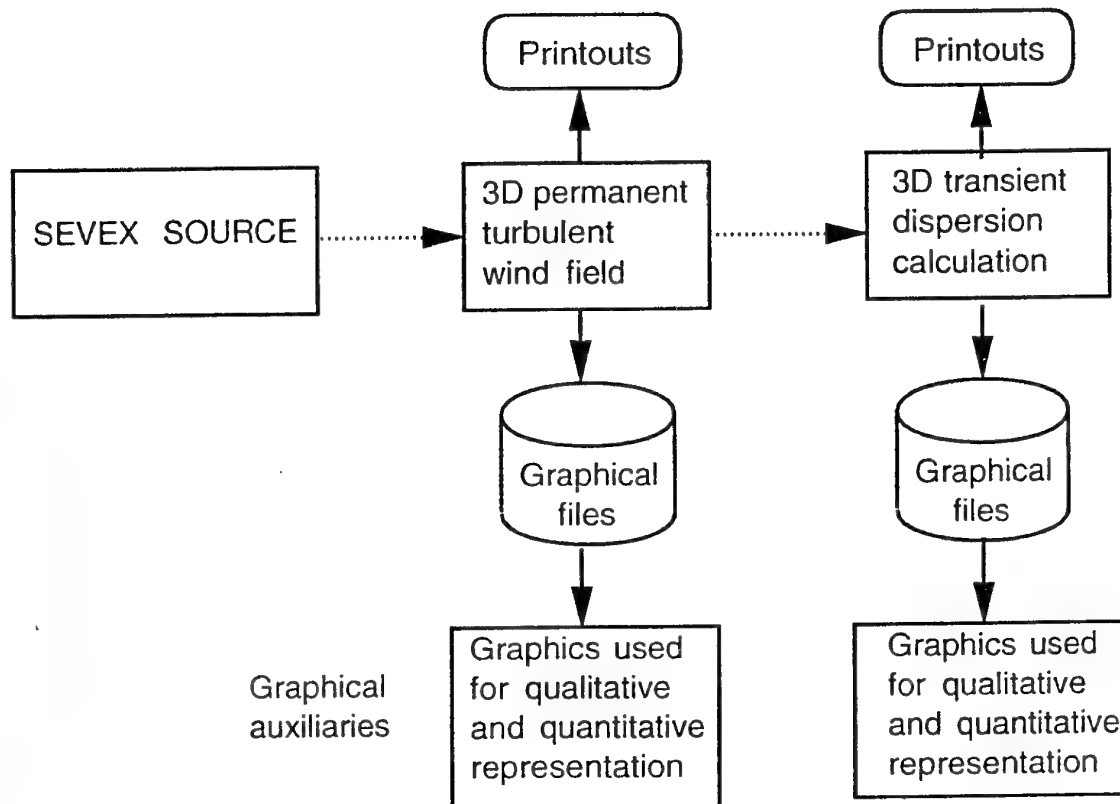 Printouts
Printouts
SEVEX SOURCE
3D permanent
turbulent
wind field
3D transient
dispersion
calculation
Graphical
files
Graphical
files
Graphical
auxiliaries
Graphics used
for qualitative
and quantitative
representation
Graphics used
for qualitative
and quantitative
representation